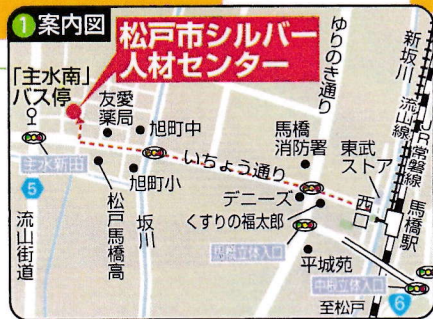 1 案内図
松戸市シルバー
人材センター
「主水南」
バス停
友愛
薬局
旭町中
主水新田
5
流山街道
松戸馬橋高
旭町小
坂川
いちょう通り
馬橋
消防署
ゆりのき通り
東武
ストア
新坂川
流山線
JR常磐線
馬橋駅
西口
デニーズ
くすりの福太郎
馬橋立体入口
平城苑
中根立体入口
至松戸
6